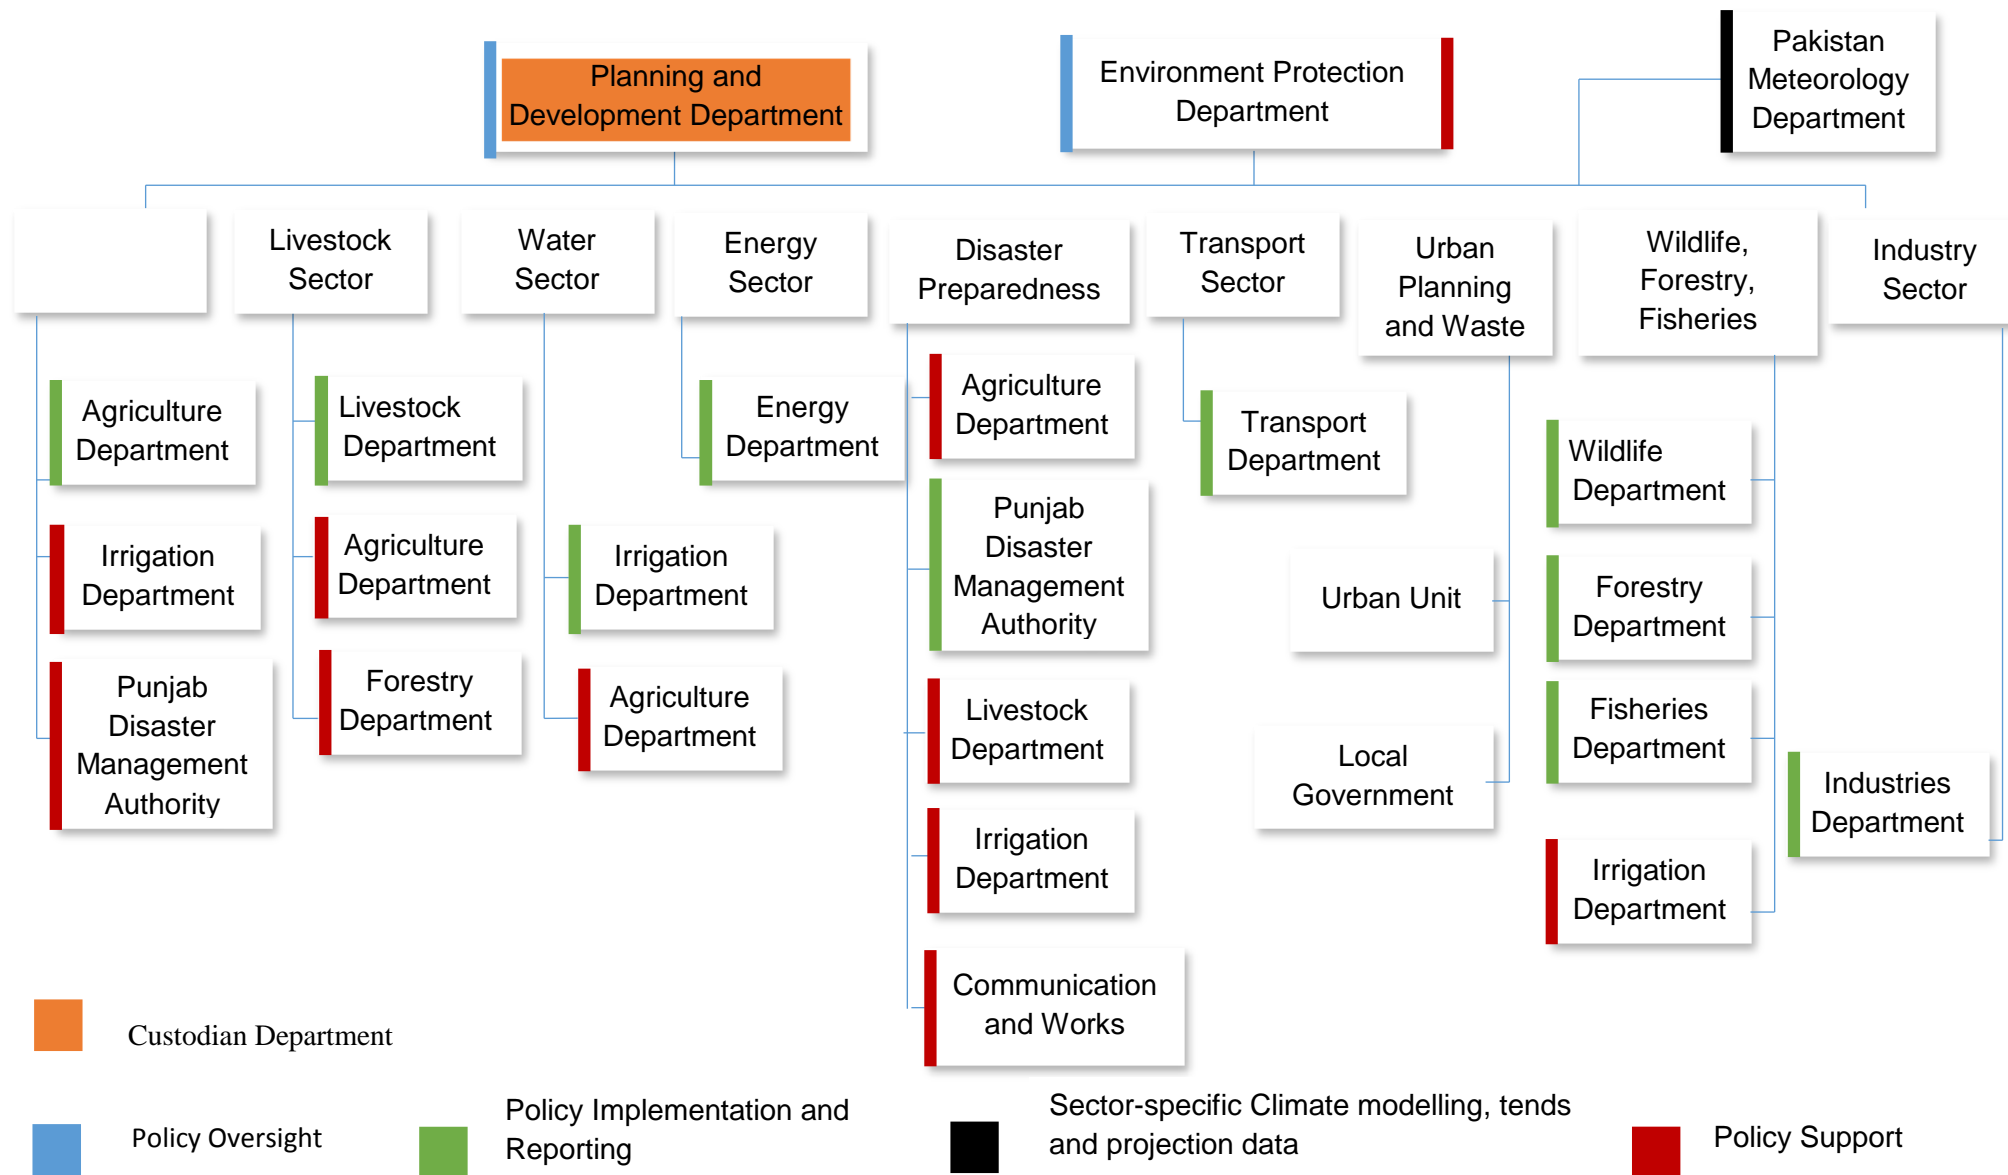 Planning and
Development Department
Environment Protection
Department
Pakistan
Meteorology
Department
Livestock
Sector
Water
Sector
Energy
Sector
Disaster
Preparedness
Transport
Sector
Urban
Planning
and Waste
Wildlife,
Forestry,
Fisheries
Industry
Sector
Agriculture
Department
Irrigation
Department
Punjab
Disaster
Management
Authority
Livestock
Department
Agriculture
Department
Forestry
Department
Irrigation
Department
Agriculture
Department
Energy
Department
Agriculture
Department
Punjab
Disaster
Management
Authority
Livestock
Department
Irrigation
Department
Communication
and Works
Transport
Department
Urban Unit
Local
Government
Wildlife
Department
Forestry
Department
Fisheries
Department
Irrigation
Department
Industries
Department
Custodian Department
Policy Oversight
Policy Implementation and
Reporting
Sector-specific Climate modelling, tends
and projection data
Policy Support